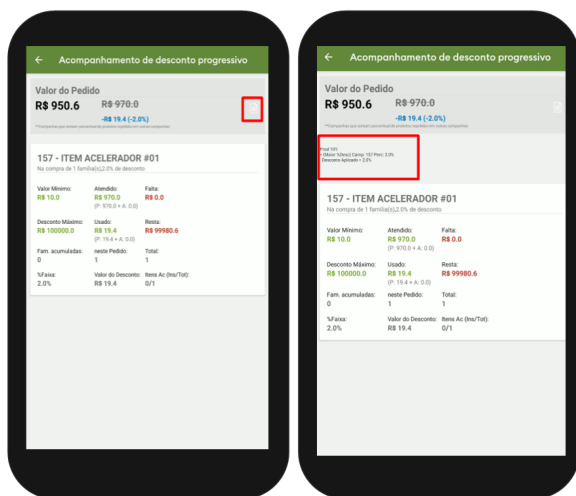 Acompanhamento de desconto progressivo
Valor do Pedido
R$ 950.6 R$ 970.0
-R$ 19.4 (-2.0%)
157 - ITEM ACELERADOR #01
Na compra de 1 família(s),2.0% de desconto
Valor Mínimo: Atendido: Falta:
R$ 10.0 R$ 970.0 R$ 0.0
(P: 970.0 + A: 0.0)
Desconto Máximo: Usado: Resta:
R$ 100000.0 R$ 19.4 R$ 99980.6
(P: 19.4 + A: 0.0)
Fam. acumuladas: neste Pedido: Total:
0 1 1
%Faixa: Valor do Desconto: Itens Ac (Ins/Tot):
2.0% R$ 19.4 0/1
Acompanhamento de desconto progressivo
Valor do Pedido
R$ 950.6 R$ 970.0
-R$ 19.4 (-2.0%)
Desconto Aplicado = 2.0%
157 - ITEM ACELERADOR #01
Na compra de 1 família(s),2.0% de desconto
Valor Mínimo: Atendido: Falta:
R$ 10.0 R$ 970.0 R$ 0.0
(P: 970.0 + A: 0.0)
Desconto Máximo: Usado: Resta:
R$ 100000.0 R$ 19.4 R$ 99980.6
(P: 19.4 + A: 0.0)
Fam. acumuladas: neste Pedido: Total:
0 1 1
%Faixa: Valor do Desconto: Itens Ac (Ins/Tot):
2.0% R$ 19.4 0/1